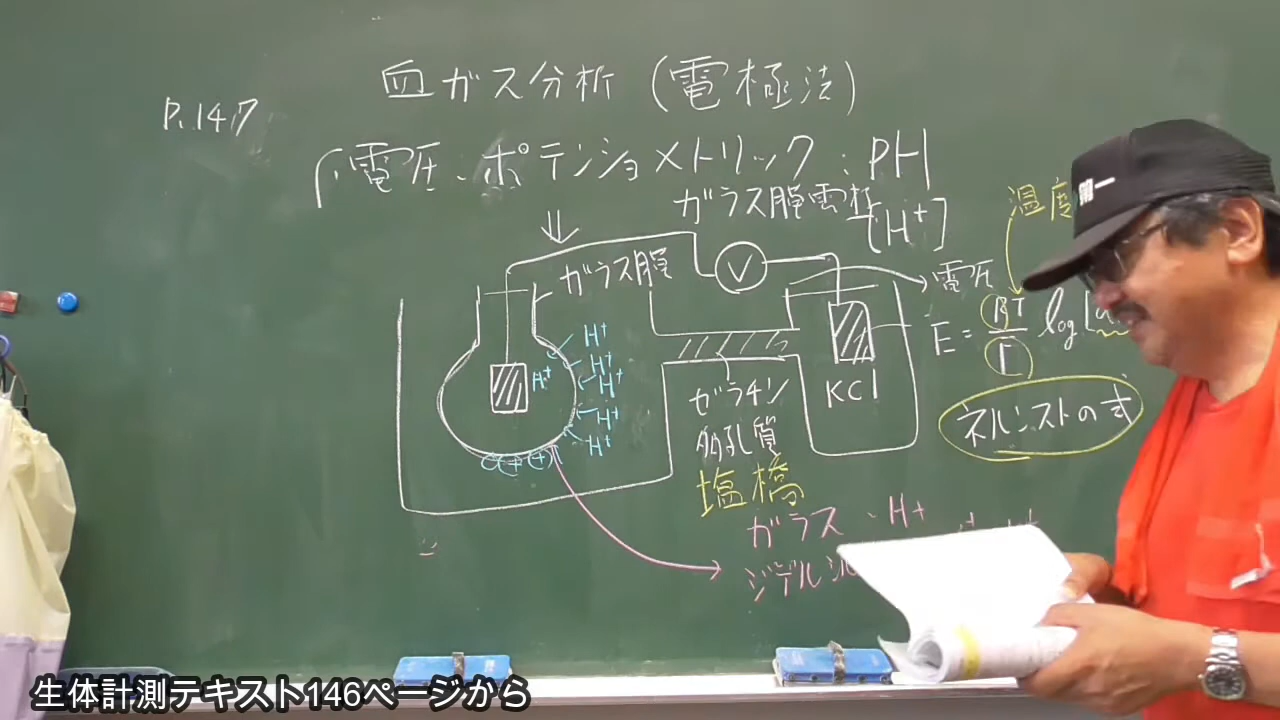 血ガス分析(電極法)
P.147
電圧:ポテンショメトリック:PH
ガラス膜電極
[H+]
温度
ガラス膜
V
電圧
E = RT/F log[
H+
H+
H+
H+
H+
H+
KCl
ゼラチン
多孔質
塩橋
ネルンストの式
ガラス・H+
第一
生体計測テキスト146ページから